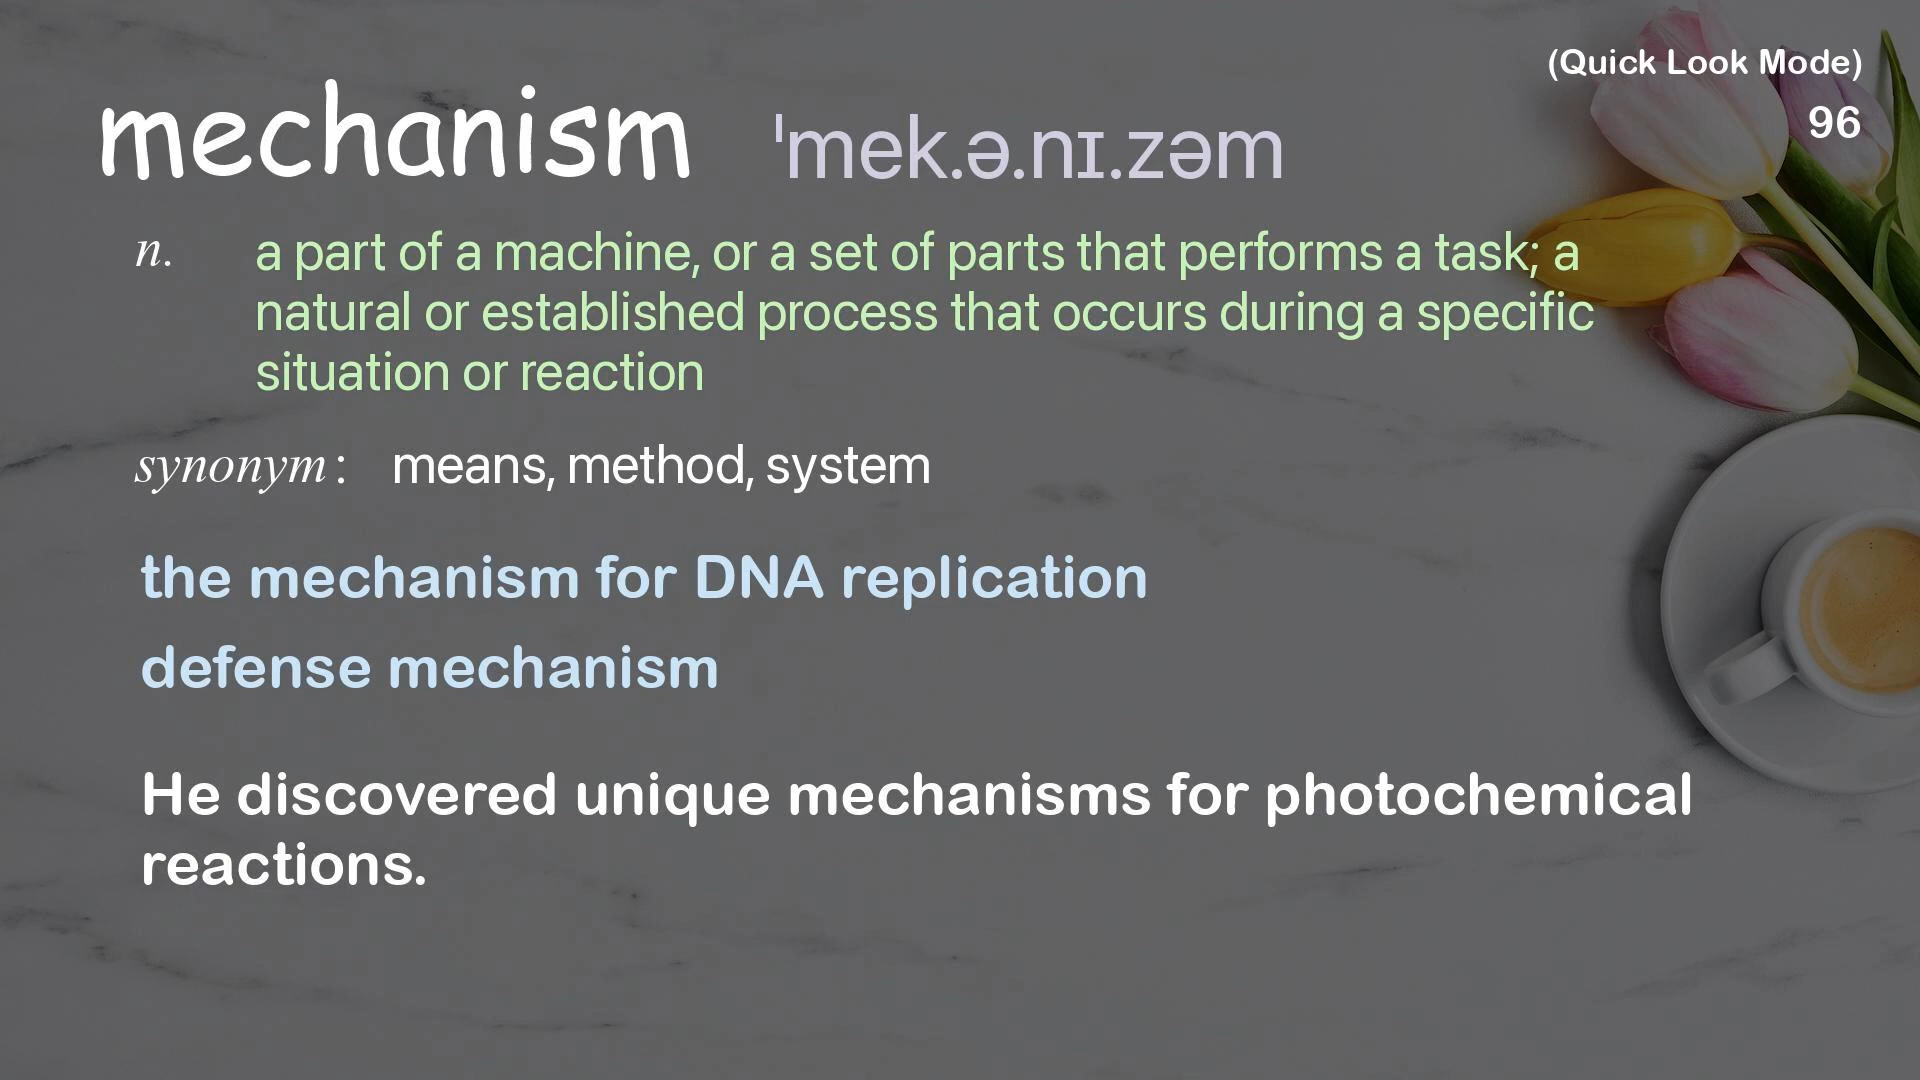 (Quick Look Mode)
96
mechanism ˈmek.ə.nɪ.zəm
n. a part of a machine, or a set of parts that performs a task; a
natural or established process that occurs during a specific
situation or reaction
synonym: means, method, system
the mechanism for DNA replication
defense mechanism
He discovered unique mechanisms for photochemical
reactions.